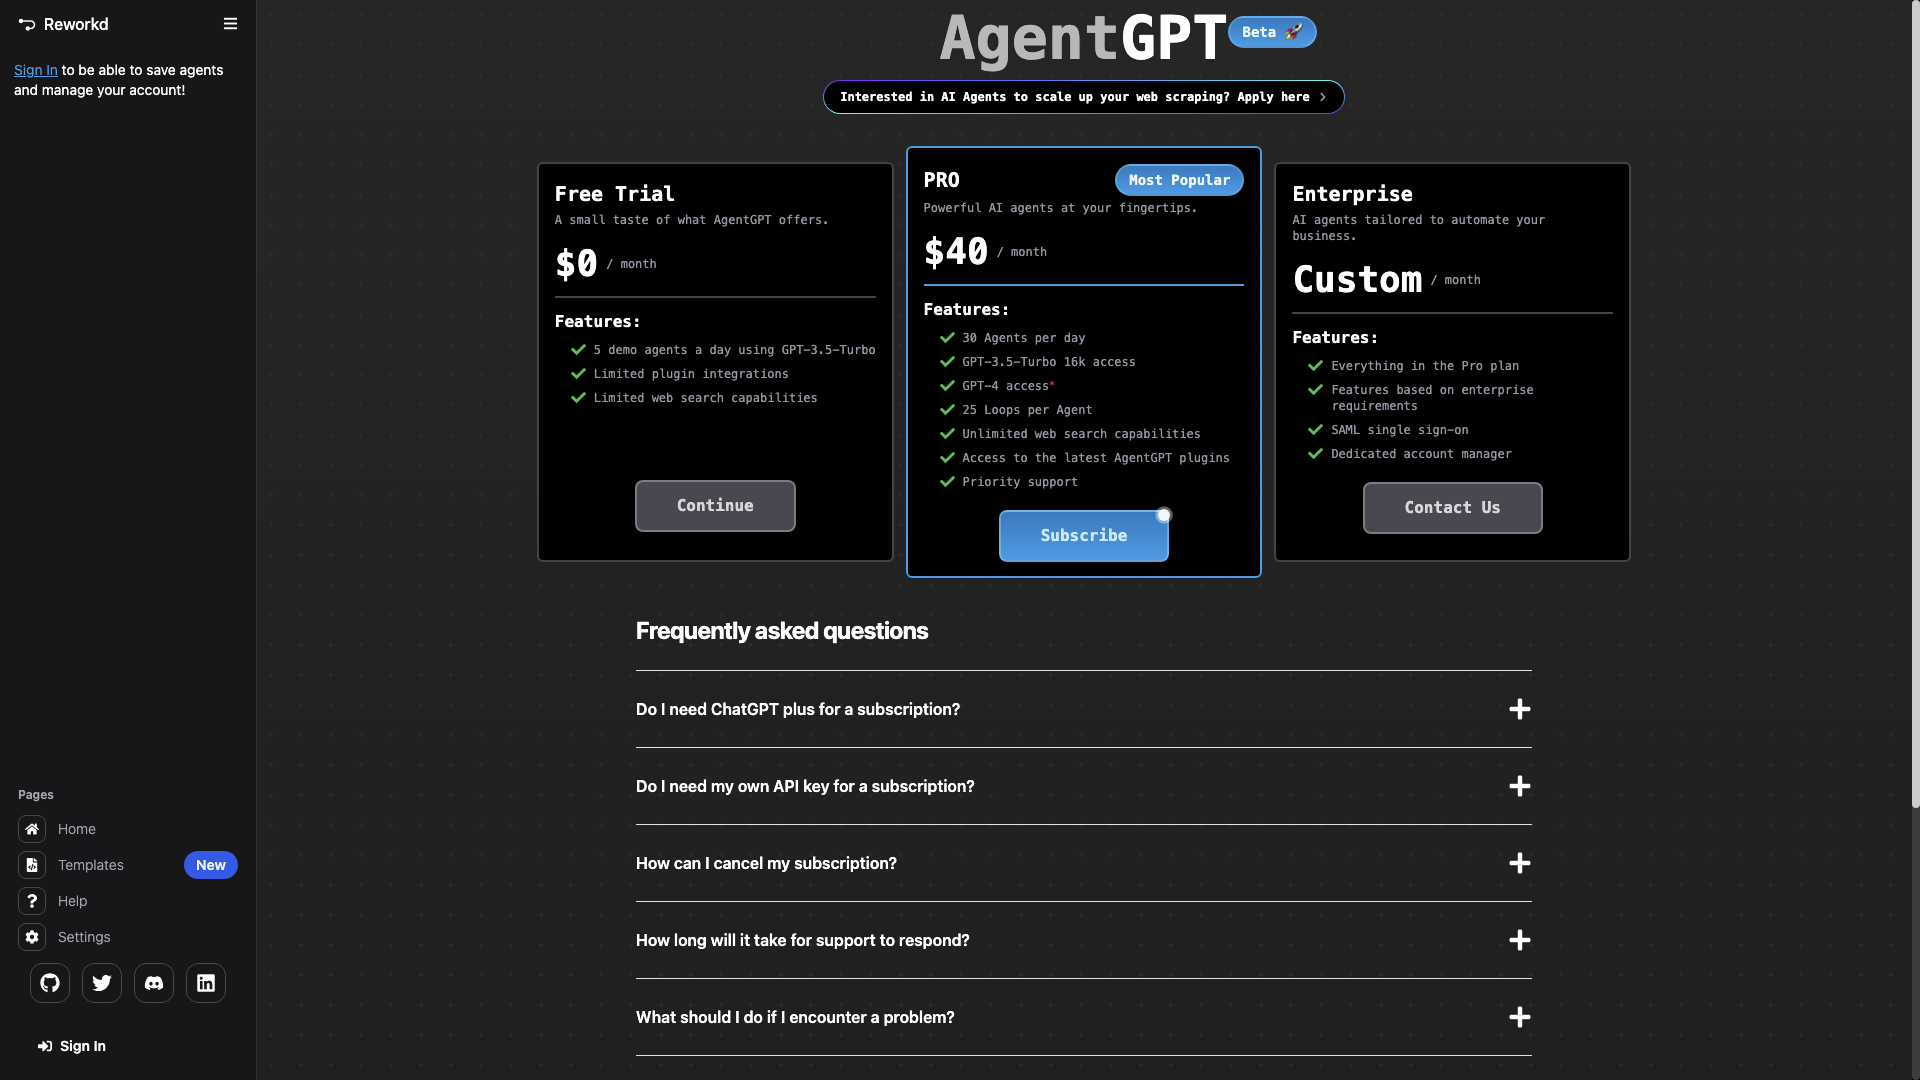 Reworkd
Sign In to be able to save agents
and manage your account!
AgentGPT
Beta 🚀
Interested in AI Agents to scale up your web scraping? Apply here
Free Trial
A small taste of what AgentGPT offers.
$0 / month
Features:
5 demo agents a day using GPT-3.5-Turbo
Limited plugin integrations
Limited web search capabilities
Continue
PRO
Most Popular
Powerful AI agents at your fingertips.
$40 / month
Features:
30 Agents per day
GPT-3.5-Turbo 16k access
GPT-4 access*
25 Loops per Agent
Unlimited web search capabilities
Access to the latest AgentGPT plugins
Priority support
Subscribe
Enterprise
AI agents tailored to automate your
business.
Custom / month
Features:
Everything in the Pro plan
Features based on enterprise
requirements
SAML single sign-on
Dedicated account manager
Contact Us
Frequently asked questions
Do I need ChatGPT plus for a subscription?
Do I need my own API key for a subscription?
How can I cancel my subscription?
How long will it take for support to respond?
What should I do if I encounter a problem?
Pages
Home
Templates
New
Help
Settings
Sign In